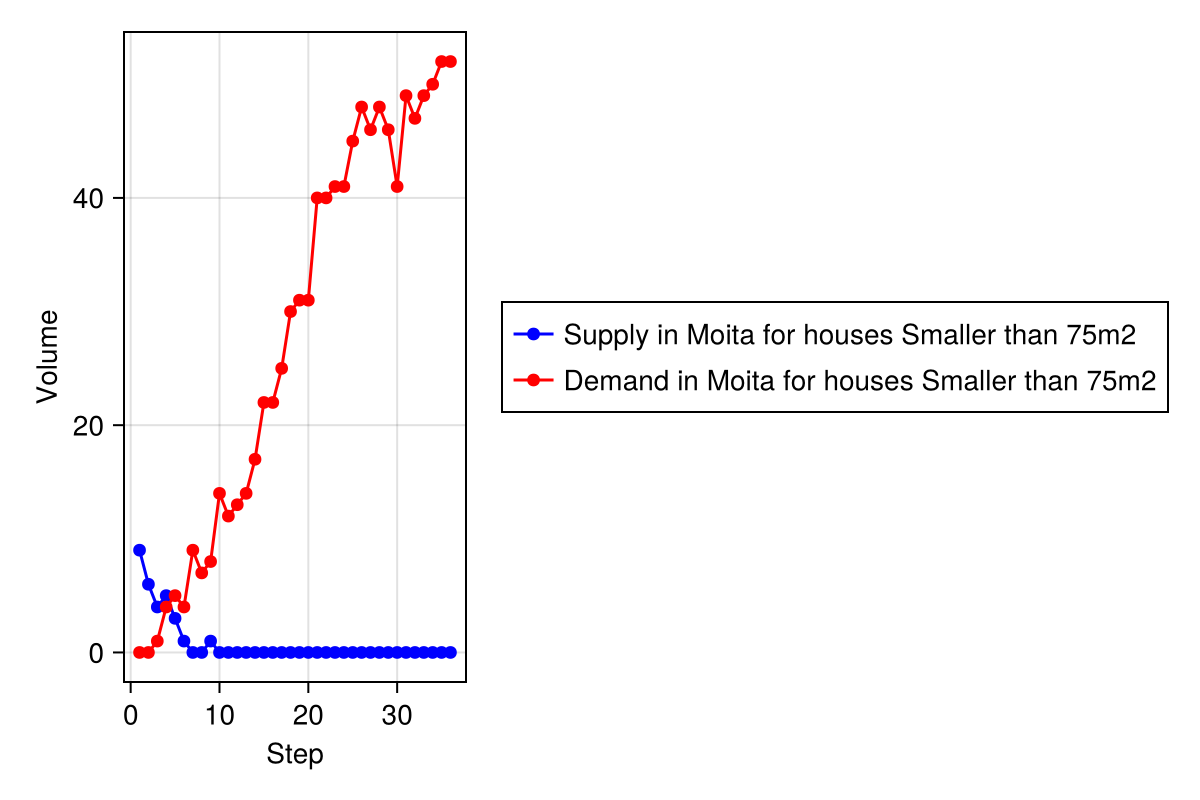 40
20
0
Volume
0 10 20 30
Step
Supply in Moita for houses Smaller than 75m2
Demand in Moita for houses Smaller than 75m2